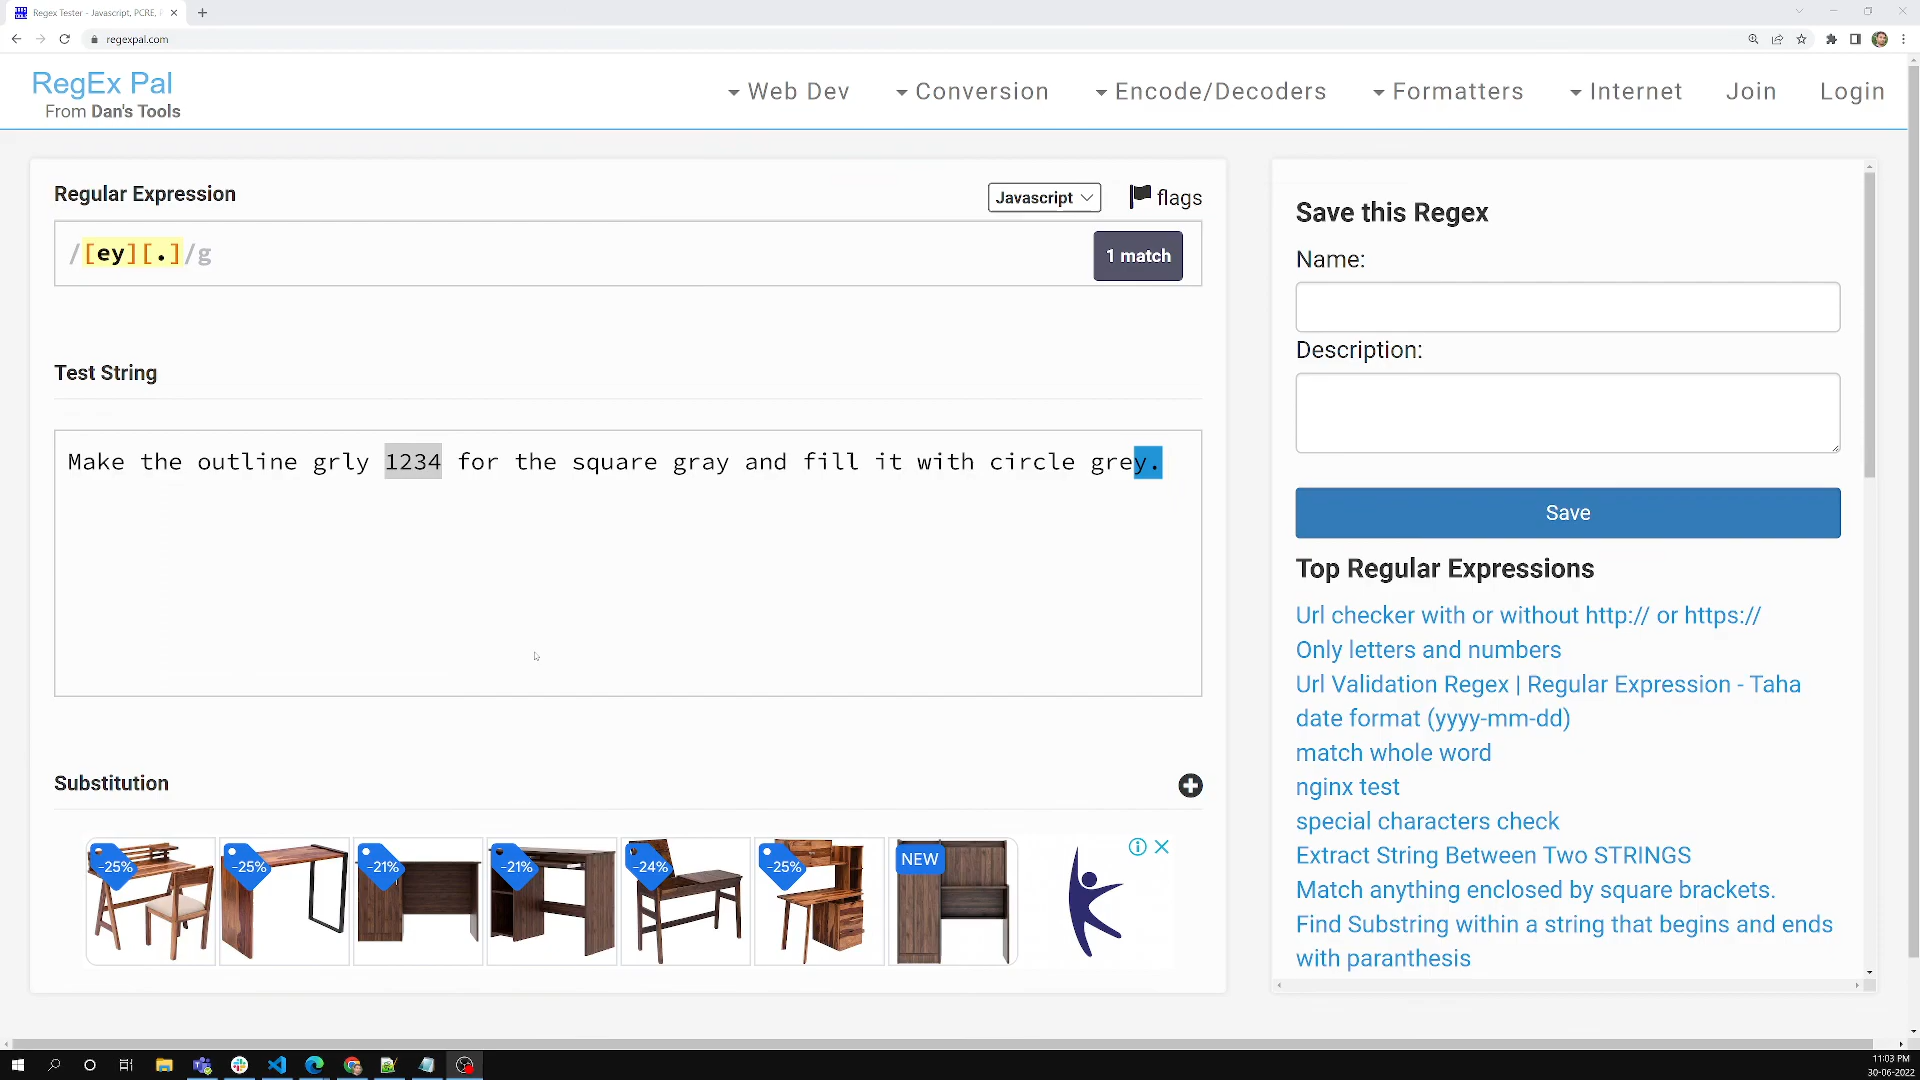 Regex Tester - Javascript, PCRE,
regexpal.com
RegEx Pal
From Dan's Tools
Web Dev
Conversion
Encode/Decoders
Formatters
Internet
Join
Login
Regular Expression
Javascript
flags
/[ey][.]/g
1 match
Test String
Make the outline grly 1234 for the square gray and fill it with circle grey.
Substitution
-25%
-25%
-21%
-21%
-24%
-25%
NEW
Save this Regex
Name:
Description:
Save
Top Regular Expressions
Url checker with or without http:// or https://
Only letters and numbers
Url Validation Regex | Regular Expression - Taha
date format (yyyy-mm-dd)
match whole word
nginx test
special characters check
Extract String Between Two STRINGS
Match anything enclosed by square brackets.
Find Substring within a string that begins and ends
with paranthesis
11:03 PM
30-06-2022